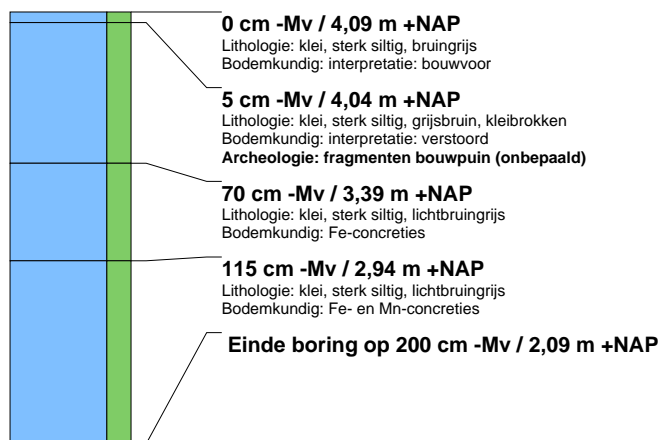 0 cm -Mv / 4,09 m +NAP
Lithologie: klei, sterk siltig, bruingrijs
Bodemkundig: interpretatie: bouwvoor
5 cm -Mv / 4,04 m +NAP
Lithologie: klei, sterk siltig, grijsbruin, kleibrokken
Bodemkundig: interpretatie: verstoord
Archeologie: fragmenten bouwpuin (onbepaald)
70 cm -Mv / 3,39 m +NAP
Lithologie: klei, sterk siltig, lichtbruingrijs
Bodemkundig: Fe-concreties
115 cm -Mv / 2,94 m +NAP
Lithologie: klei, sterk siltig, lichtbruingrijs
Bodemkundig: Fe- en Mn-concreties
Einde boring op 200 cm -Mv / 2,09 m +NAP